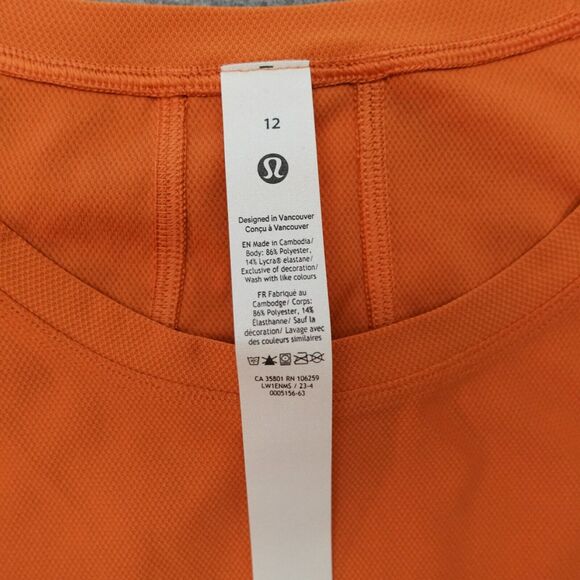 12
Designed in Vancouver
Conçu à Vancouver
EN Made in Cambodia/
Body: 86% Polyester,
14% Lycra® elastane/
Exclusive of decoration/
Wash with like colours
FR Fabriqué au
Cambodge/ Corps:
86% Polyester, 14%
Élasthanne/ Sauf la
décoration/ Lavage avec
des couleurs similaires
CA 35801 RN 106259
LW1ENMS / 23-4
0005156-63